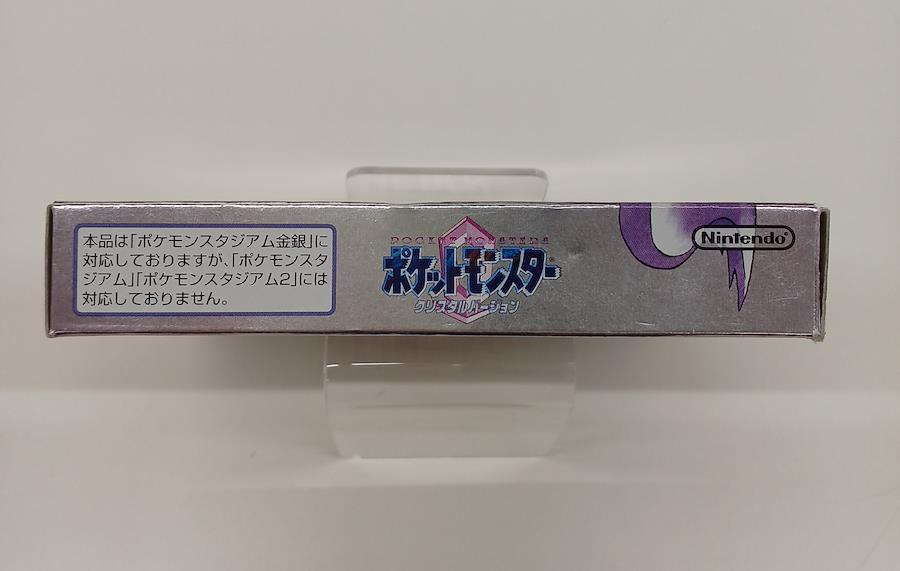 本品は「ポケモンスタジアム金銀」に
対応しておりますが、「ポケモンスタ
ジアム」「ポケモンスタジアム2」には
対応しておりません。
POCKET MONSTERS
ポケットモンスター
クリスタルバージョン
Nintendo